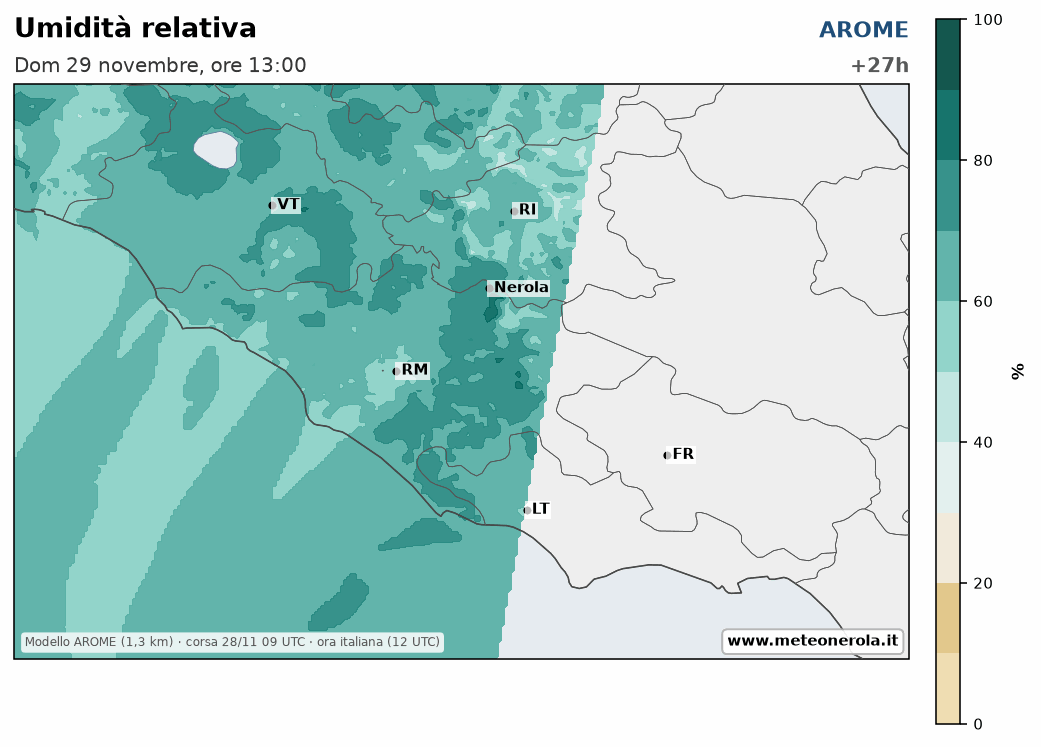 Umidità relativa
AROME
Dom 29 novembre, ore 13:00
+27h
100
80
60
40
20
0
%
VT
RI
Nerola
RM
FR
LT
Modello AROME (1,3 km) · corsa 28/11 09 UTC · ora italiana (12 UTC)
www.meteonerola.it